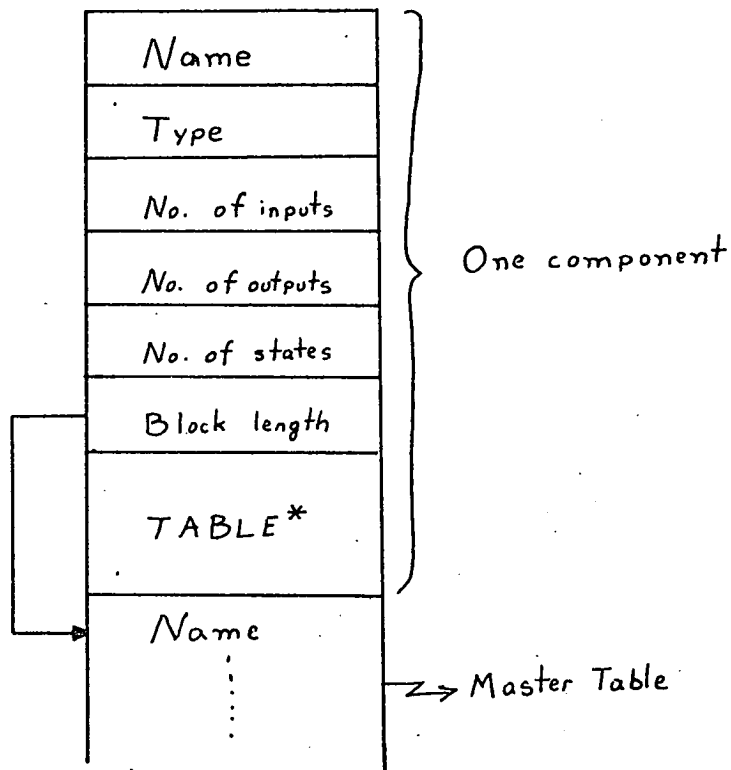 Name
Type
No. of inputs
No. of outputs
No. of states
Block length
TABLE*
One component
Name
Master Table